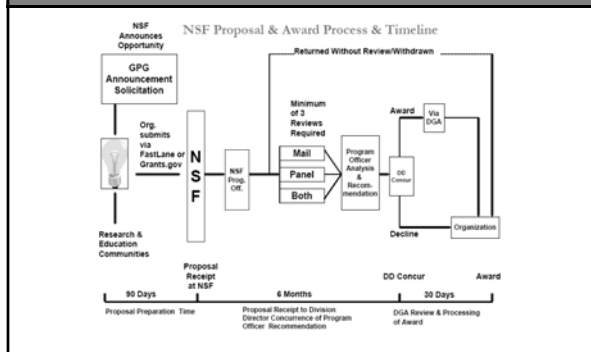 NSF Proposal & Award Process & Timeline
NSF
Announces
Opportunity
Returned Without Review/Withdrawn
GPG
Announcement
Solicitation
Org.
submits
via
FastLane or
Grants.gov
N
S
F
NSF
Prog.
Off.
Minimum
of 3
Reviews
Required
Mail
Panel
Both
Program
Officer
Analysis
&
Recom-
mendation
Award
Via
DGA
DD
Concur
Organization
Decline
Research &
Education
Communities
Proposal
Receipt
at NSF
DD Concur
Award
90 Days
6 Months
30 Days
Proposal Preparation Time
Proposal Receipt to Division
Director Concurrence of Program
Officer Recommendation
DGA Review & Processing
of Award